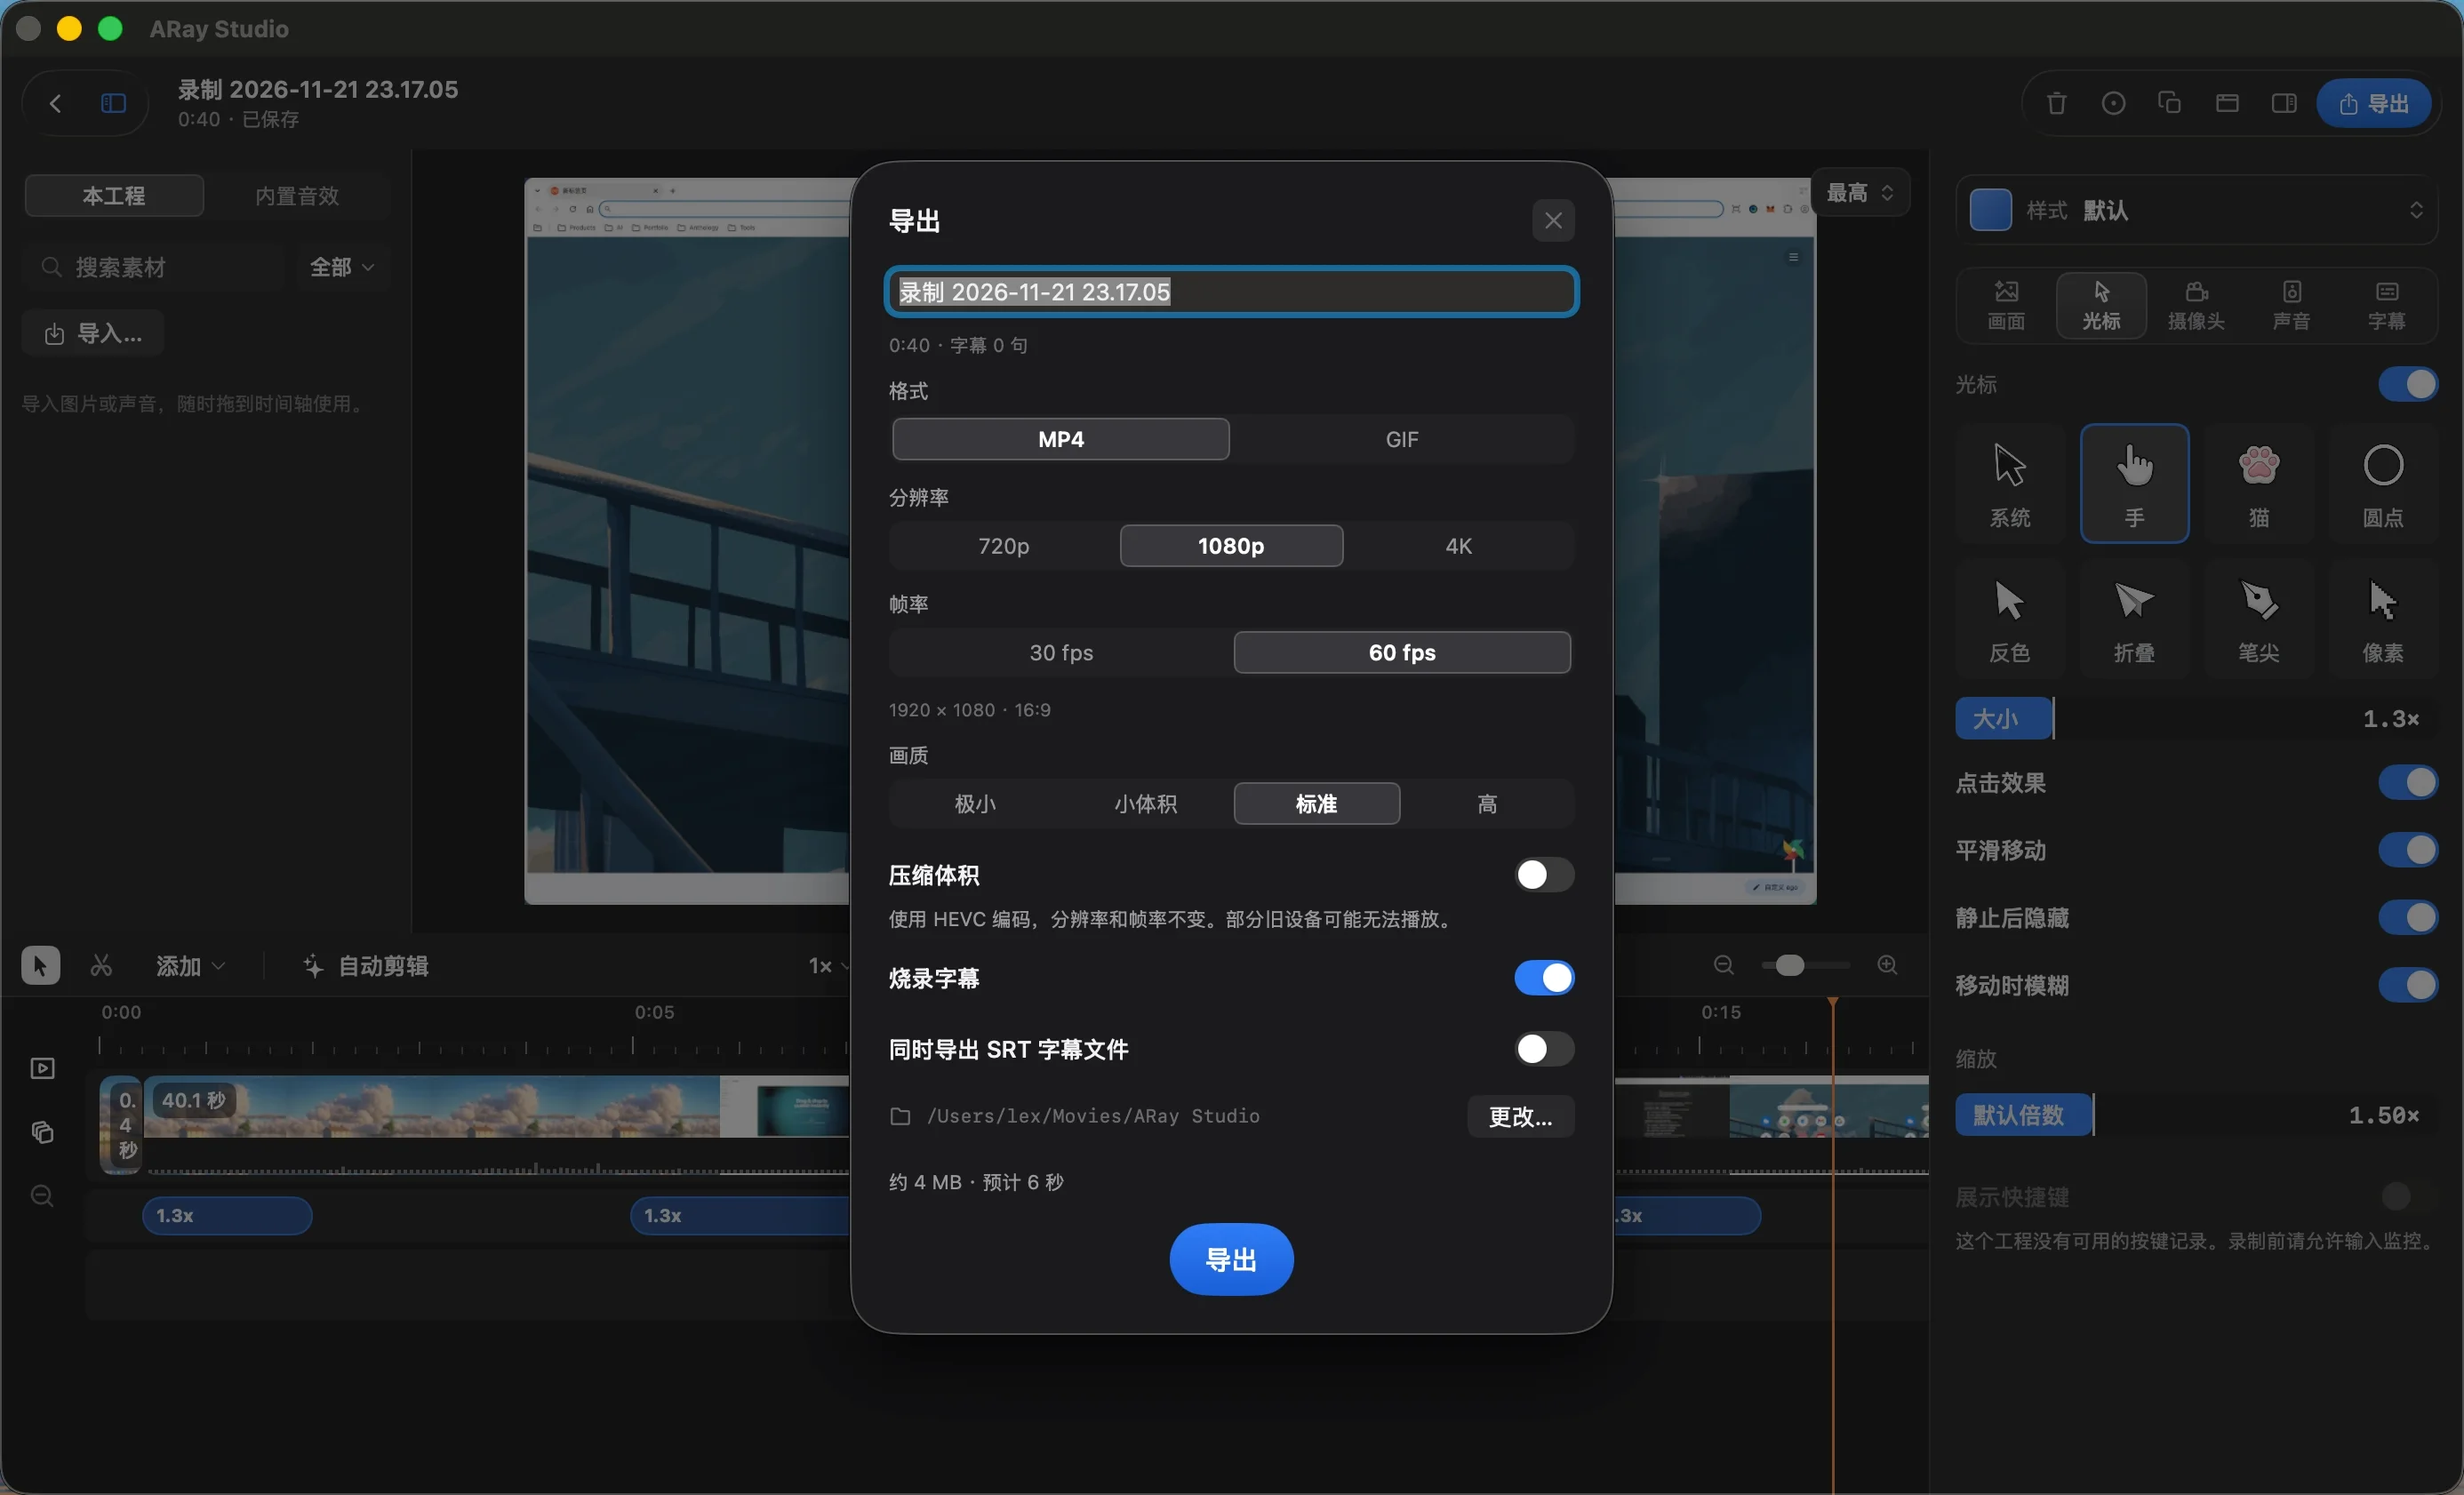 ARay Studio
录制 2026-11-21 23.17.05
0:40 · 已保存
导出
本工程
内置音效
搜索素材
全部
导入...
导入图片或声音，随时拖到时间轴使用。
最高
导出
录制 2026-11-21 23.17.05
0:40 · 字幕 0 句
格式
MP4
GIF
分辨率
720p
1080p
4K
帧率
30 fps
60 fps
1920 × 1080 · 16:9
画质
极小
小体积
标准
高
压缩体积
使用 HEVC 编码，分辨率和帧率不变。部分旧设备可能无法播放。
烧录字幕
同时导出 SRT 字幕文件
/Users/lex/Movies/ARay Studio
更改...
约 4 MB · 预计 6 秒
导出
样式 默认
画面
光标
摄像头
声音
字幕
光标
系统
手
猫
圆点
反色
折叠
笔尖
像素
大小
1.3×
点击效果
平滑移动
静止后隐藏
移动时模糊
缩放
默认倍数
1.50×
展示快捷键
这个工程没有可用的按键记录。录制前请允许输入监控。
添加
自动剪辑
1×
0:00
0:05
0:15
0.4 秒
40.1 秒
1.3x
1.3x
.3x
Products
AI
Portfolio
Anthology
Tools